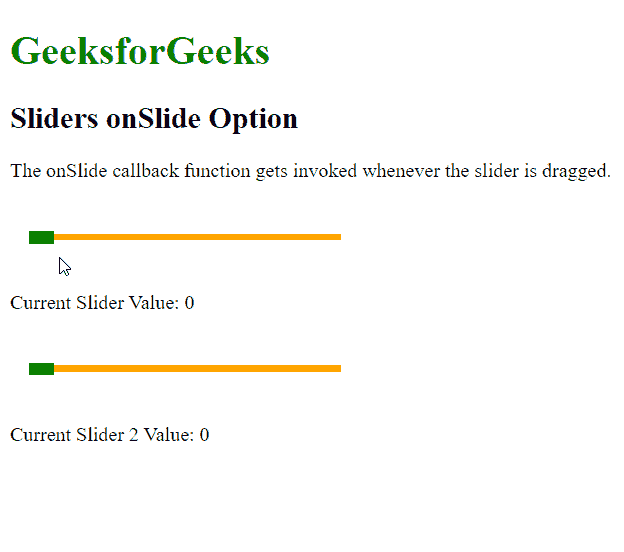 GeeksforGeeks
Sliders onSlide Option
The onSlide callback function gets invoked whenever the slider is dragged.
Current Slider Value: 0
Current Slider 2 Value: 0